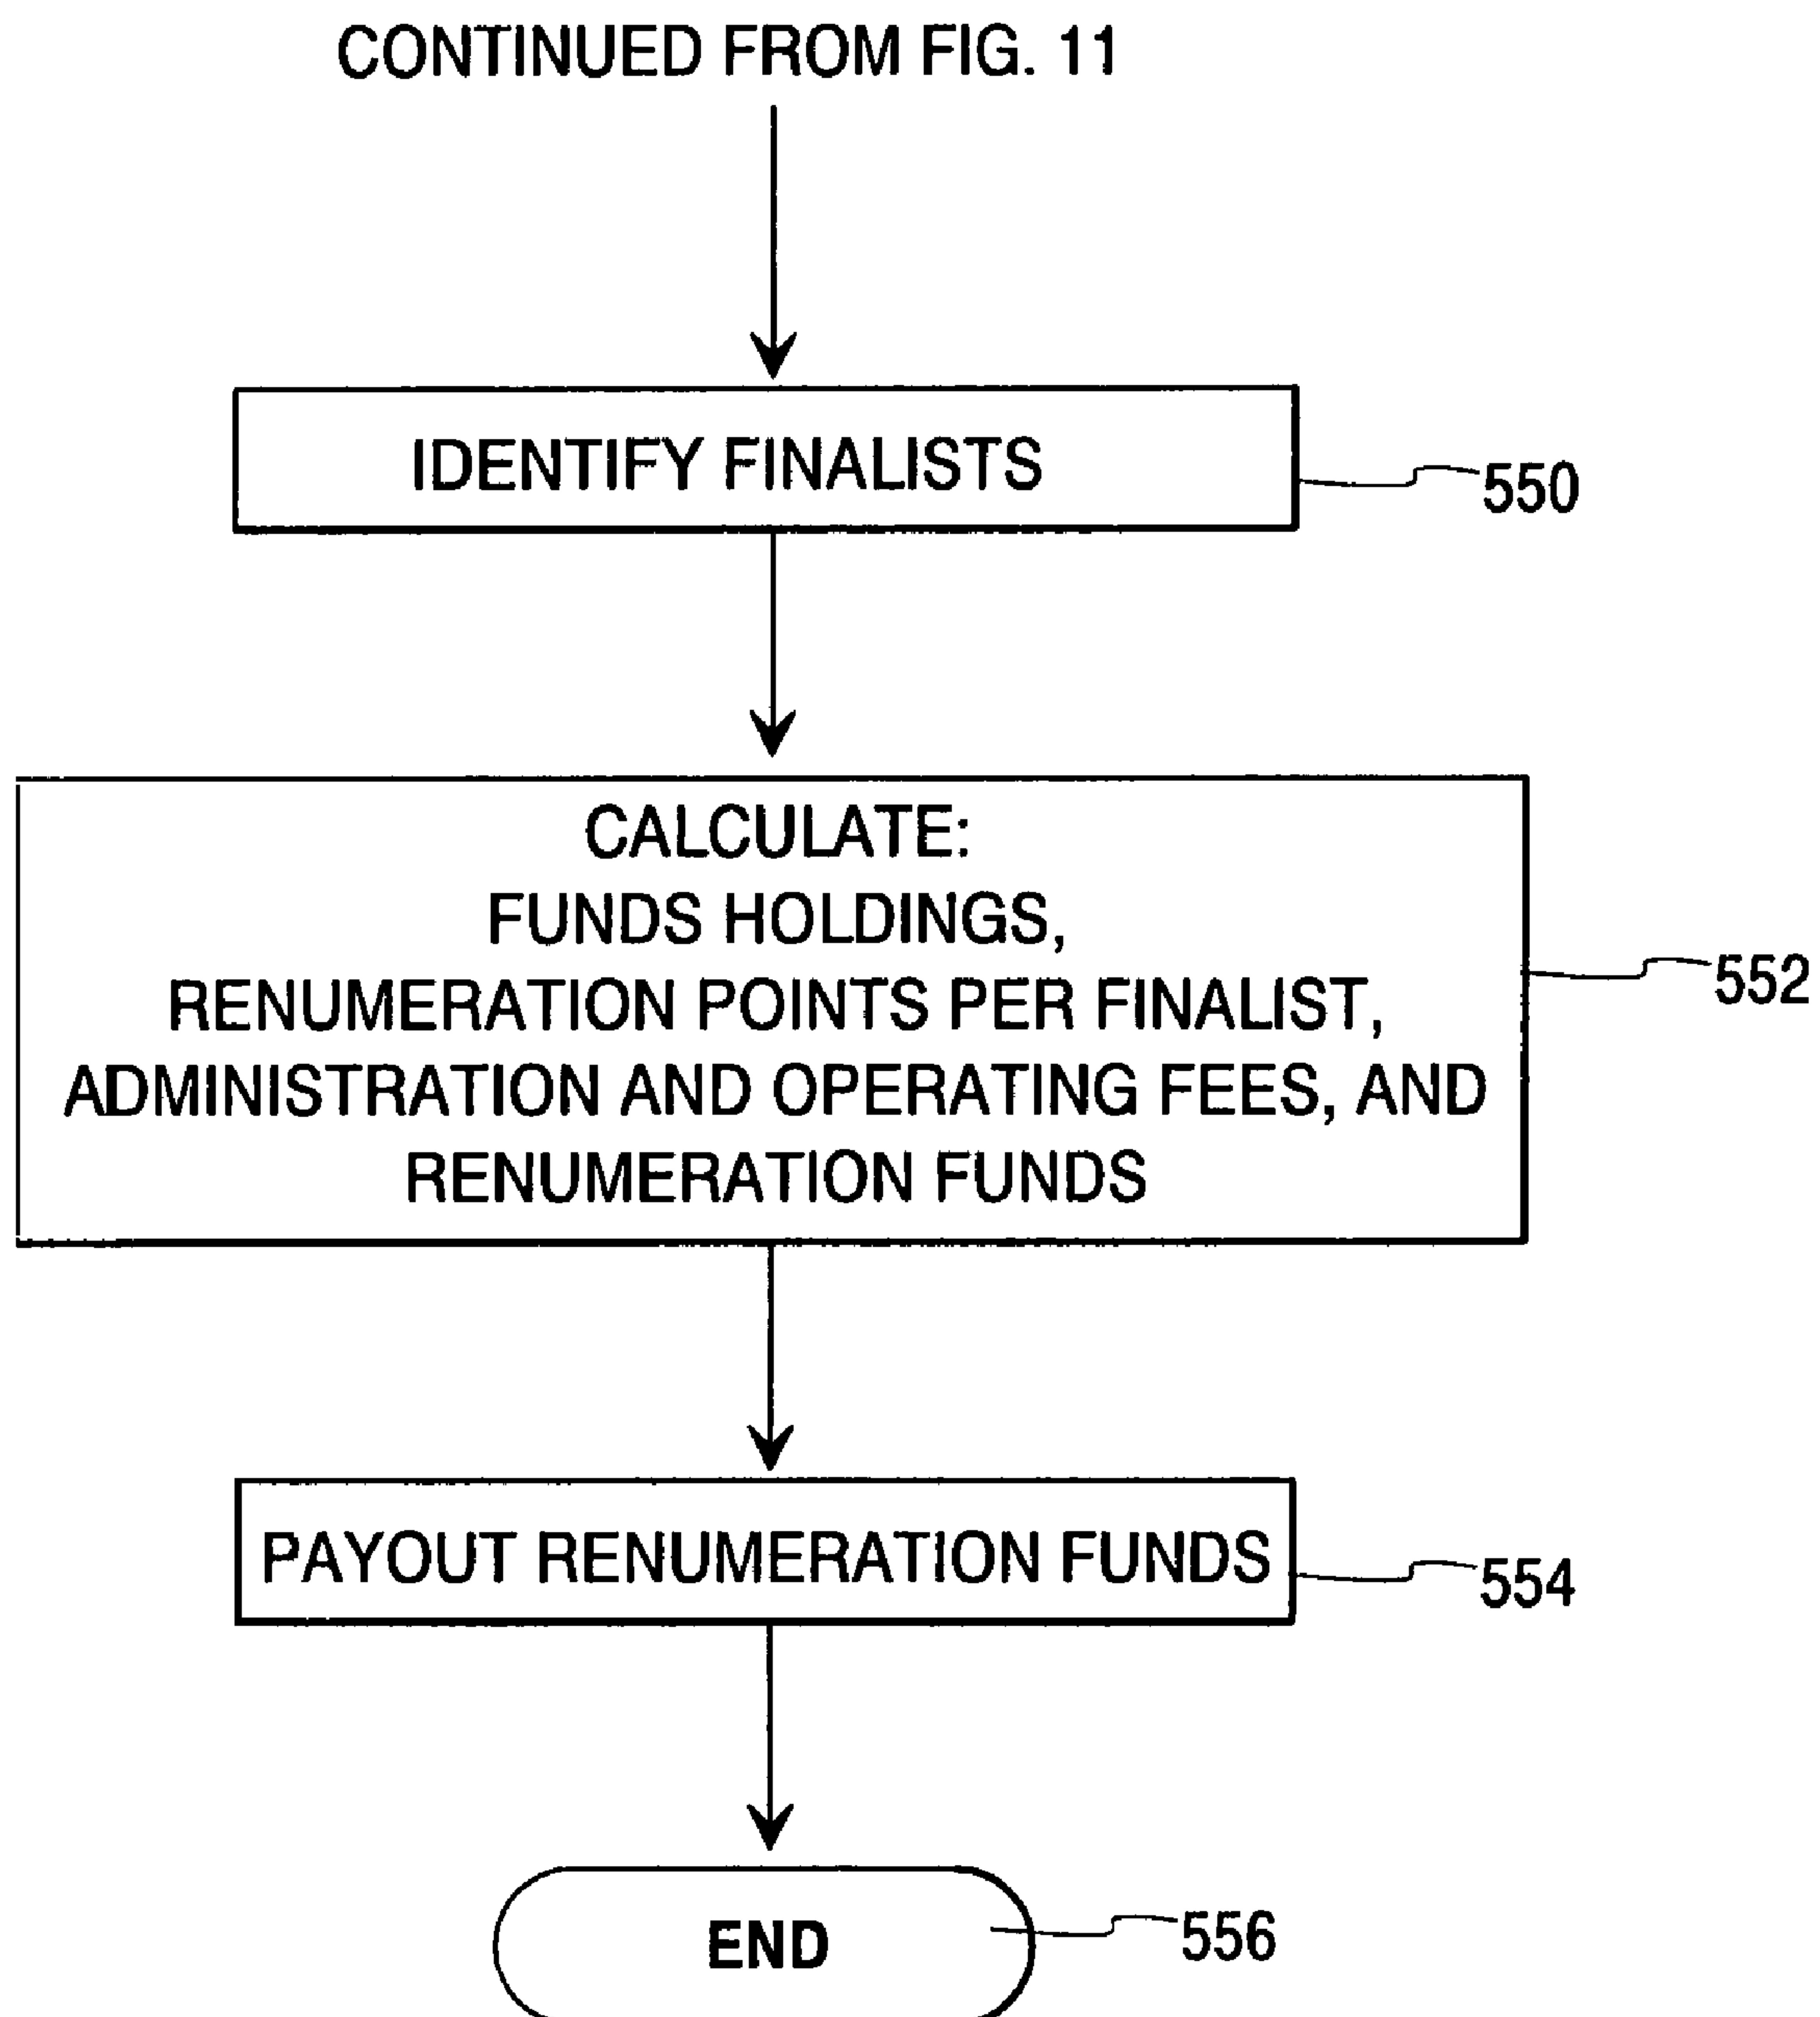 CONTINUED FROM FIG. 11
IDENTIFY FINALISTS
550
CALCULATE:
FUNDS HOLDINGS,
RENUMERATION POINTS PER FINALIST,
ADMINISTRATION AND OPERATING FEES, AND
RENUMERATION FUNDS
552
PAYOUT RENUMERATION FUNDS
554
END
556